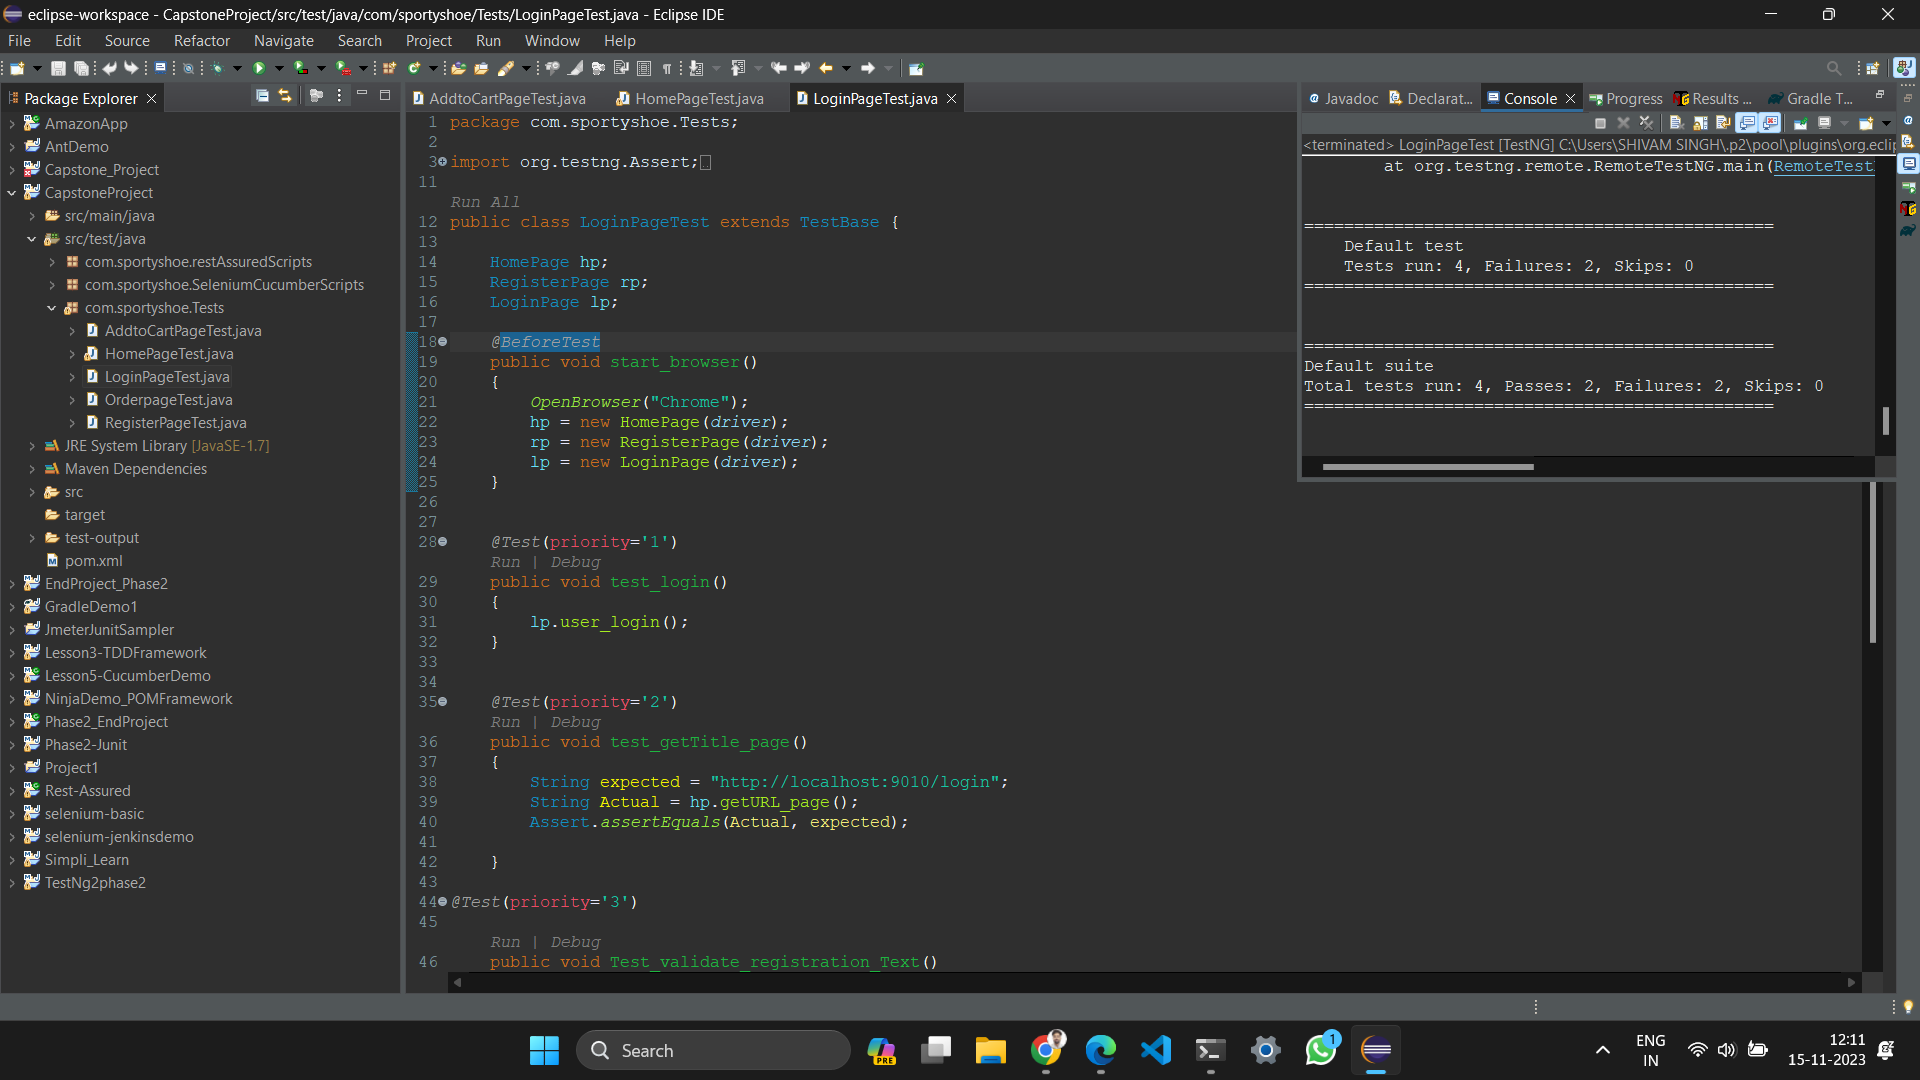 eclipse-workspace - CapstoneProject/src/test/java/com/sportyshoe/Tests/LoginPageTest.java - Eclipse IDE
File Edit Source Refactor Navigate Search Project Run Window Help
Package Explorer
AmazonApp
AntDemo
Capstone_Project
CapstoneProject
src/main/java
src/test/java
com.sportyshoe.restAssuredScripts
com.sportyshoe.SeleniumCucumberScripts
com.sportyshoe.Tests
AddtoCartPageTest.java
HomePageTest.java
LoginPageTest.java
OrderpageTest.java
RegisterPageTest.java
JRE System Library [JavaSE-1.7]
Maven Dependencies
src
target
test-output
pom.xml
EndProject_Phase2
GradleDemo1
JmeterJunitSampler
Lesson3-TDDFramework
Lesson5-CucumberDemo
NinjaDemo_POMFramework
Phase2_EndProject
Phase2-Junit
Project1
Rest-Assured
selenium-basic
selenium-jenkinsdemo
Simpli_Learn
TestNg2phase2
AddtoCartPageTest.java HomePageTest.java LoginPageTest.java
1 package com.sportyshoe.Tests;
2
3 import org.testng.Assert;
11
Run All
12 public class LoginPageTest extends TestBase {
13
14 HomePage hp;
15 RegisterPage rp;
16 LoginPage lp;
17
18 @BeforeTest
19 public void start_browser()
20 {
21 OpenBrowser("Chrome");
22 hp = new HomePage(driver);
23 rp = new RegisterPage(driver);
24 lp = new LoginPage(driver);
25 }
26
27
28 @Test(priority='1')
Run | Debug
29 public void test_login()
30 {
31 lp.user_login();
32 }
33
34
35 @Test(priority='2')
Run | Debug
36 public void test_getTitle_page()
37 {
38 String expected = "http://localhost:9010/login";
39 String Actual = hp.getURL_page();
40 Assert.assertEquals(Actual, expected);
41
42 }
43
44 @Test(priority='3')
45
Run | Debug
46 public void Test_validate_registration_Text()
Javadoc Declarat... Console Progress Results ... Gradle T...
<terminated> LoginPageTest [TestNG] C:\Users\SHIVAM SINGH\.p2\pool\plugins\org.eclip
at org.testng.remote.RemoteTestNG.main(RemoteTest
===============================================
Default test
Tests run: 4, Failures: 2, Skips: 0
===============================================
===============================================
Default suite
Total tests run: 4, Passes: 2, Failures: 2, Skips: 0
===============================================
Search
PRE
1
ENG
IN
12:11
15-11-2023